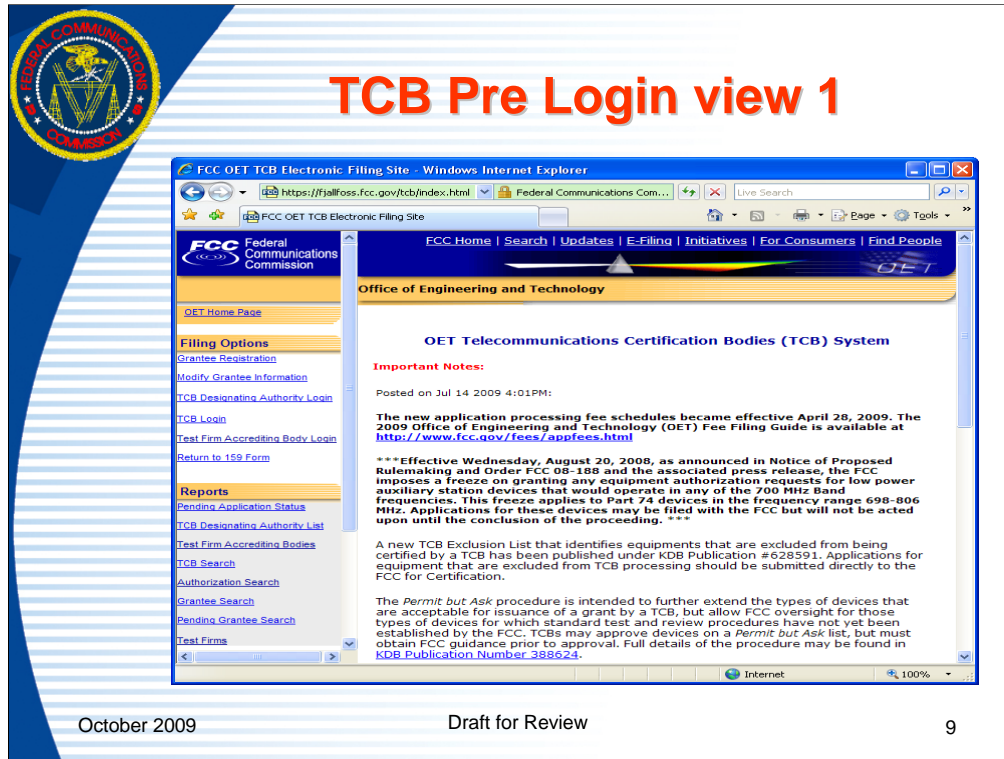 FEDERAL COMMUNICATIONS COMMISSION
TCB Pre Login view 1
FCC OET TCB Electronic Filing Site - Windows Internet Explorer
https://fjallfoss.fcc.gov/tcb/index.html
Federal Communications Com...
Live Search
FCC OET TCB Electronic Filing Site
Page
Tools
FCC Federal Communications Commission
FCC Home | Search | Updates | E-Filing | Initiatives | For Consumers | Find People
OET
Office of Engineering and Technology
OET Home Page
Filing Options
Grantee Registration
Modify Grantee Information
TCB Designating Authority Login
TCB Login
Test Firm Accrediting Body Login
Return to 159 Form
Reports
Pending Application Status
TCB Designating Authority List
Test Firm Accrediting Bodies
TCB Search
Authorization Search
Grantee Search
Pending Grantee Search
Test Firms
OET Telecommunications Certification Bodies (TCB) System
Important Notes:
Posted on Jul 14 2009 4:01PM:
The new application processing fee schedules became effective April 28, 2009. The
2009 Office of Engineering and Technology (OET) Fee Filing Guide is available at
http://www.fcc.gov/fees/appfees.html
***Effective Wednesday, August 20, 2008, as announced in Notice of Proposed
Rulemaking and Order FCC 08-188 and the associated press release, the FCC
imposes a freeze on granting any equipment authorization requests for low power
auxiliary station devices that would operate in any of the 700 MHz Band
frequencies. This freeze applies to Part 74 devices in the frequency range 698-806
MHz. Applications for these devices may be filed with the FCC but will not be acted
upon until the conclusion of the proceeding. ***
A new TCB Exclusion List that identifies equipments that are excluded from being
certified by a TCB has been published under KDB Publication #628591. Applications for
equipment that are excluded from TCB processing should be submitted directly to the
FCC for Certification.
The Permit but Ask procedure is intended to further extend the types of devices that
are acceptable for issuance of a grant by a TCB, but allow FCC oversight for those
types of devices for which standard test and review procedures have not yet been
established by the FCC. TCBs may approve devices on a Permit but Ask list, but must
obtain FCC guidance prior to approval. Full details of the procedure may be found in
KDB Publication Number 388624.
Internet
100%
October 2009
Draft for Review
9